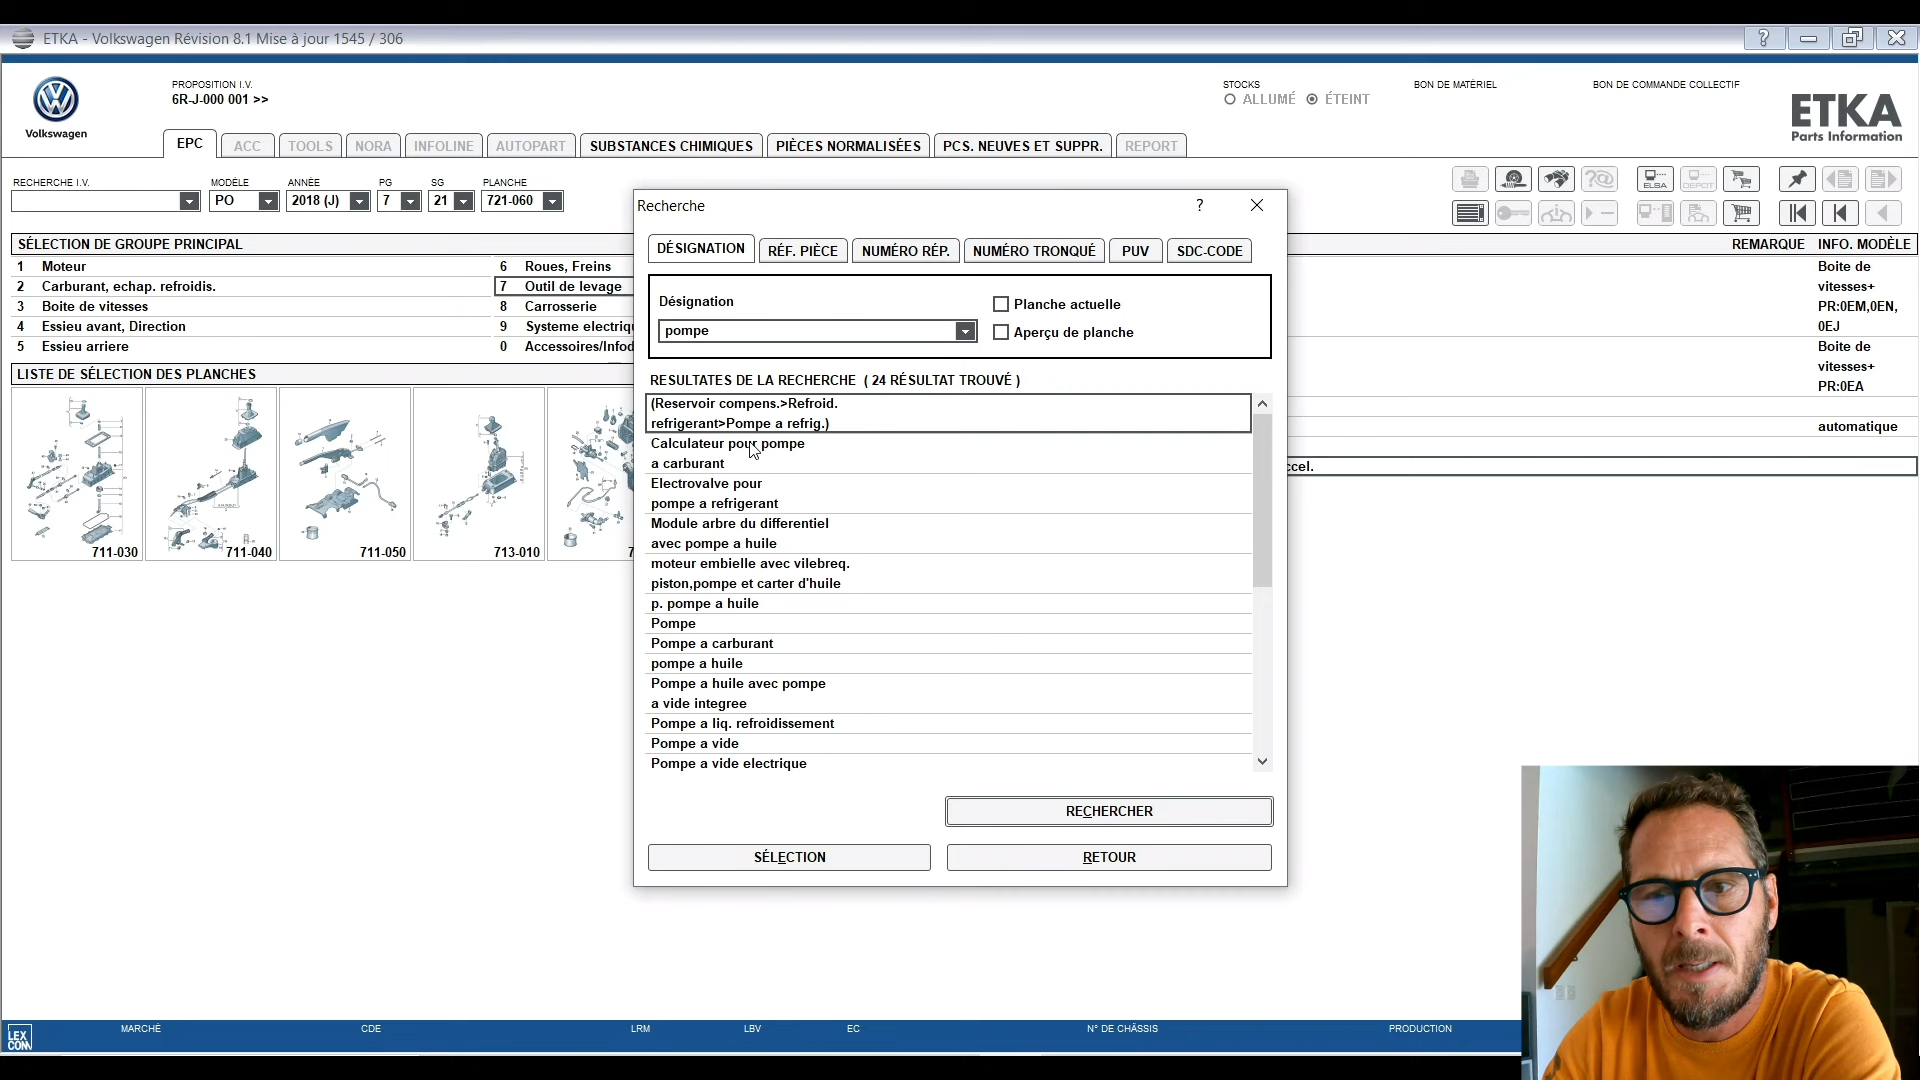 ETKA - Volkswagen Révision 8.1 Mise à jour 1545 / 306
Volkswagen
PROPOSITION I.V.
6R-J-000 001 >>
STOCKS
ALLUMÉ ÉTEINT
BON DE MATÉRIEL
BON DE COMMANDE COLLECTIF
ETKA
Parts Information
EPC ACC TOOLS NORA INFOLINE AUTOPART SUBSTANCES CHIMIQUES PIÈCES NORMALISÉES PCS. NEUVES ET SUPPR. REPORT
RECHERCHE I.V. MODÈLE ANNÉE PG SG PLANCHE
PO 2018 (J) 7 21 721-060
ELSA DEPOT
SÉLECTION DE GROUPE PRINCIPAL
1 Moteur
2 Carburant, echap. refroidis.
3 Boite de vitesses
4 Essieu avant, Direction
5 Essieu arriere
6 Roues, Freins
7 Outil de levage
8 Carrosserie
9 Systeme electriq
0 Accessoires/Infod
LISTE DE SÉLECTION DES PLANCHES
711-030
711-040
711-050
713-010
7
Recherche
?
DÉSIGNATION RÉF. PIÈCE NUMÉRO RÉP. NUMÉRO TRONQUÉ PUV SDC-CODE
Désignation
pompe
Planche actuelle
Aperçu de planche
RESULTATES DE LA RECHERCHE ( 24 RÉSULTAT TROUVÉ )
(Reservoir compens.>Refroid.
refrigerant>Pompe a refrig.)
Calculateur pour pompe
a carburant
Electrovalve pour
pompe a refrigerant
Module arbre du differentiel
avec pompe a huile
moteur embielle avec vilebreq.
piston,pompe et carter d'huile
p. pompe a huile
Pompe
Pompe a carburant
pompe a huile
Pompe a huile avec pompe
a vide integree
Pompe a liq. refroidissement
Pompe a vide
Pompe a vide electrique
RECHERCHER
SÉLECTION
RETOUR
REMARQUE INFO. MODÈLE
Boite de
vitesses+
PR:0EM,0EN,
0EJ
Boite de
vitesses+
PR:0EA
automatique
ccel.
LEX
COM
MARCHÉ CDE LRM LBV EC N° DE CHÂSSIS PRODUCTION